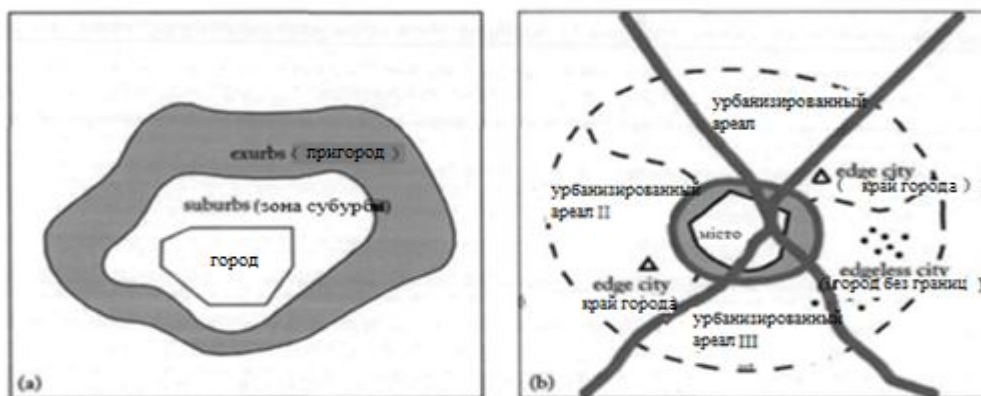 exurbs ( пригород )
suburbs (зона субурби)
город
(a)
урбанизированный
ареал
edge city
( край города )
урбанизированный
ареал II
місто
edgeless city
(город без границ )
edge city
край города
урбанизированный
ареал III
(b)